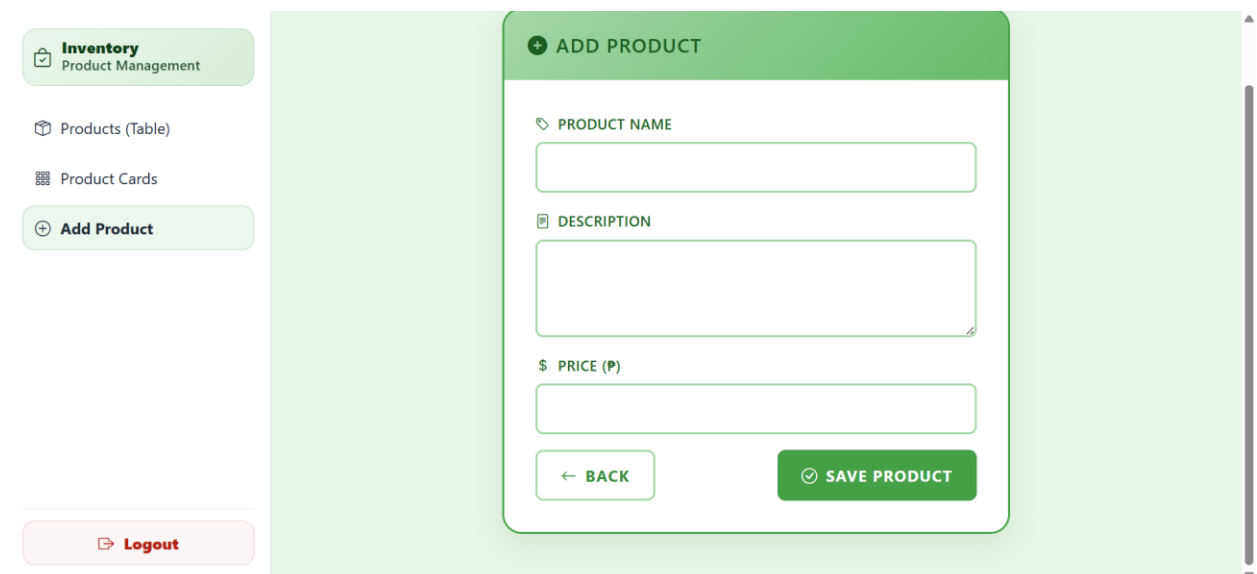 Inventory
Product Management
Products (Table)
Product Cards
Add Product
Logout
ADD PRODUCT
PRODUCT NAME
DESCRIPTION
$ PRICE (₱)
← BACK
SAVE PRODUCT